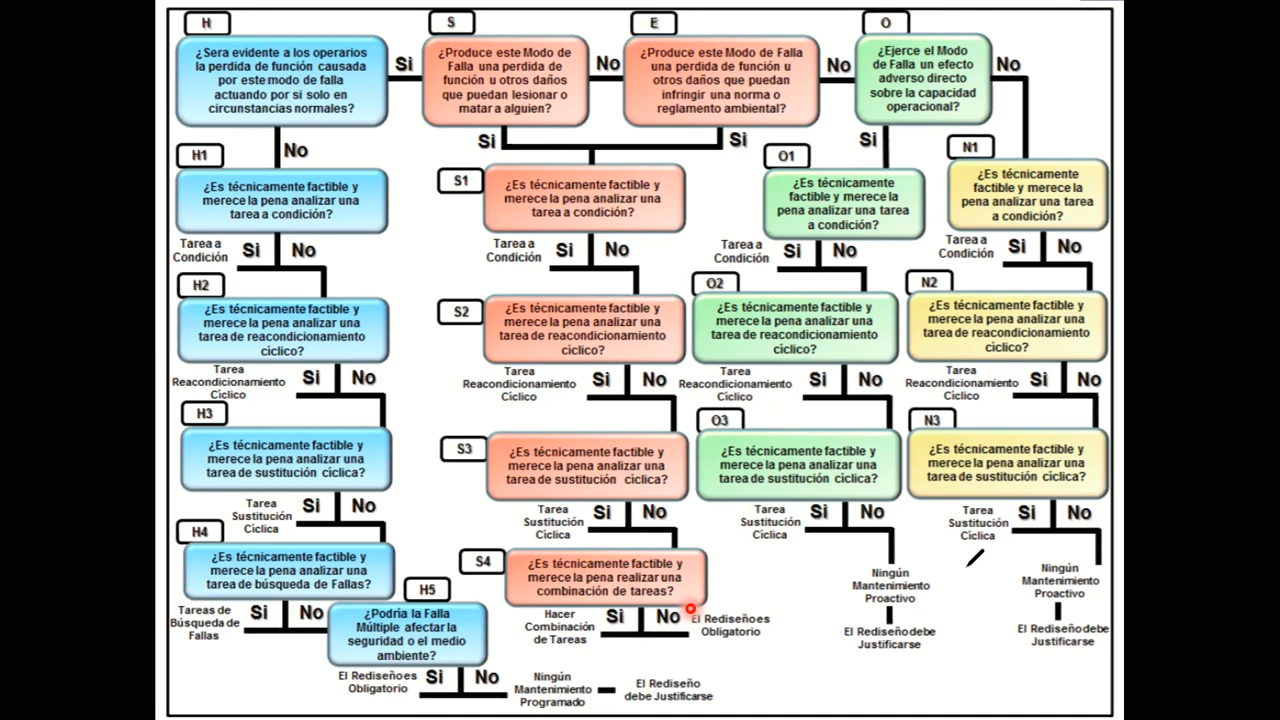 H
¿Sera evidente a los operarios
la perdida de función causada
por este modo de falla
actuando por si solo en
circunstancias normales?
Si
S
¿Produce este Modo de
Falla una perdida de
función u otros daños
que puedan lesionar o
matar a alguien?
No
E
¿Produce este Modo de Falla
una perdida de función u
otros daños que puedan
infringir una norma o
reglamento ambiental?
No
O
¿Ejerce el Modo
de Falla un efecto
adverso directo
sobre la capacidad
operacional?
No
No
Si
Si
Si
H1
¿Es técnicamente factible y
merece la pena analizar una
tarea a condición?
Tarea a
Condición
Si
No
H2
¿Es técnicamente factible y
merece la pena analizar una
tarea de reacondicionamiento
cíclico?
Tarea
Reacondicionamiento
Cíclico
Si
No
H3
¿Es técnicamente factible y
merece la pena analizar una
tarea de sustitución cíclica?
Tarea
Sustitución
Cíclica
Si
No
H4
¿Es técnicamente factible y
merece la pena analizar una
tarea de búsqueda de Fallas?
Tareas de
Búsqueda de
Fallas
Si
No
H5
¿Podría la Falla
Múltiple afectar la
seguridad o el medio
ambiente?
El Rediseño es
Obligatorio
Si
No
Ningún
Mantenimiento
Programado
El Rediseño
debe Justificarse
S1
¿Es técnicamente factible y
merece la pena analizar una
tarea a condición?
Tarea a
Condición
Si
No
S2
¿Es técnicamente factible y
merece la pena analizar una
tarea de reacondicionamiento
cíclico?
Tarea
Reacondicionamiento
Cíclico
Si
No
S3
¿Es técnicamente factible y
merece la pena analizar una
tarea de sustitución cíclica?
Tarea
Sustitución
Cíclica
Si
No
S4
¿Es técnicamente factible y
merece la pena realizar una
combinación de tareas?
Hacer
Combinación
de Tareas
Si
No
El Rediseño es
Obligatorio
O1
¿Es técnicamente
factible y merece la
pena analizar una tarea
a condición?
Tarea a
Condición
Si
No
O2
¿Es técnicamente factible y
merece la pena analizar una
tarea de reacondicionamiento
cíclico?
Tarea
Reacondicionamiento
Cíclico
Si
No
O3
¿Es técnicamente factible y
merece la pena analizar una
tarea de sustitución cíclica?
Tarea
Sustitución
Cíclica
Si
No
Ningún
Mantenimiento
Proactivo
El Rediseño debe
Justificarse
N1
¿Es técnicamente
factible y merece la
pena analizar una tarea
a condición?
Tarea a
Condición
Si
No
N2
¿Es técnicamente factible y
merece la pena analizar una
tarea de reacondicionamiento
cíclico?
Tarea
Reacondicionamiento
Cíclico
Si
No
N3
¿Es técnicamente factible y
merece la pena analizar una
tarea de sustitución cíclica?
Tarea
Sustitución
Cíclica
Si
No
Ningún
Mantenimiento
Proactivo
El Rediseño debe
Justificarse